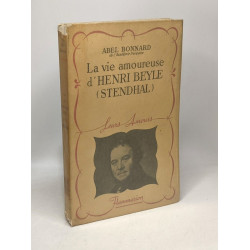 ABEL BONNARD
de l'Académie française
La vie amoureuse
d'HENRI BEYLE
(STENDHAL)
Leurs Amours
Flammarion